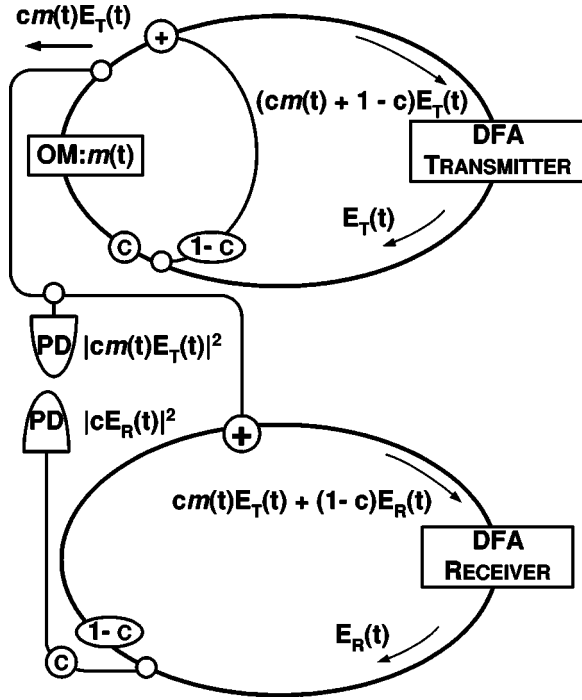 cm(t)E_T(t)
+
(cm(t) + 1 - c)E_T(t)
OM:m(t)
DFA
TRANSMITTER
E_T(t)
C
1- C
PD |cm(t)E_T(t)|²
PD |cE_R(t)|²
+
cm(t)E_T(t) + (1- c)E_R(t)
DFA
RECEIVER
1- C
E_R(t)
C